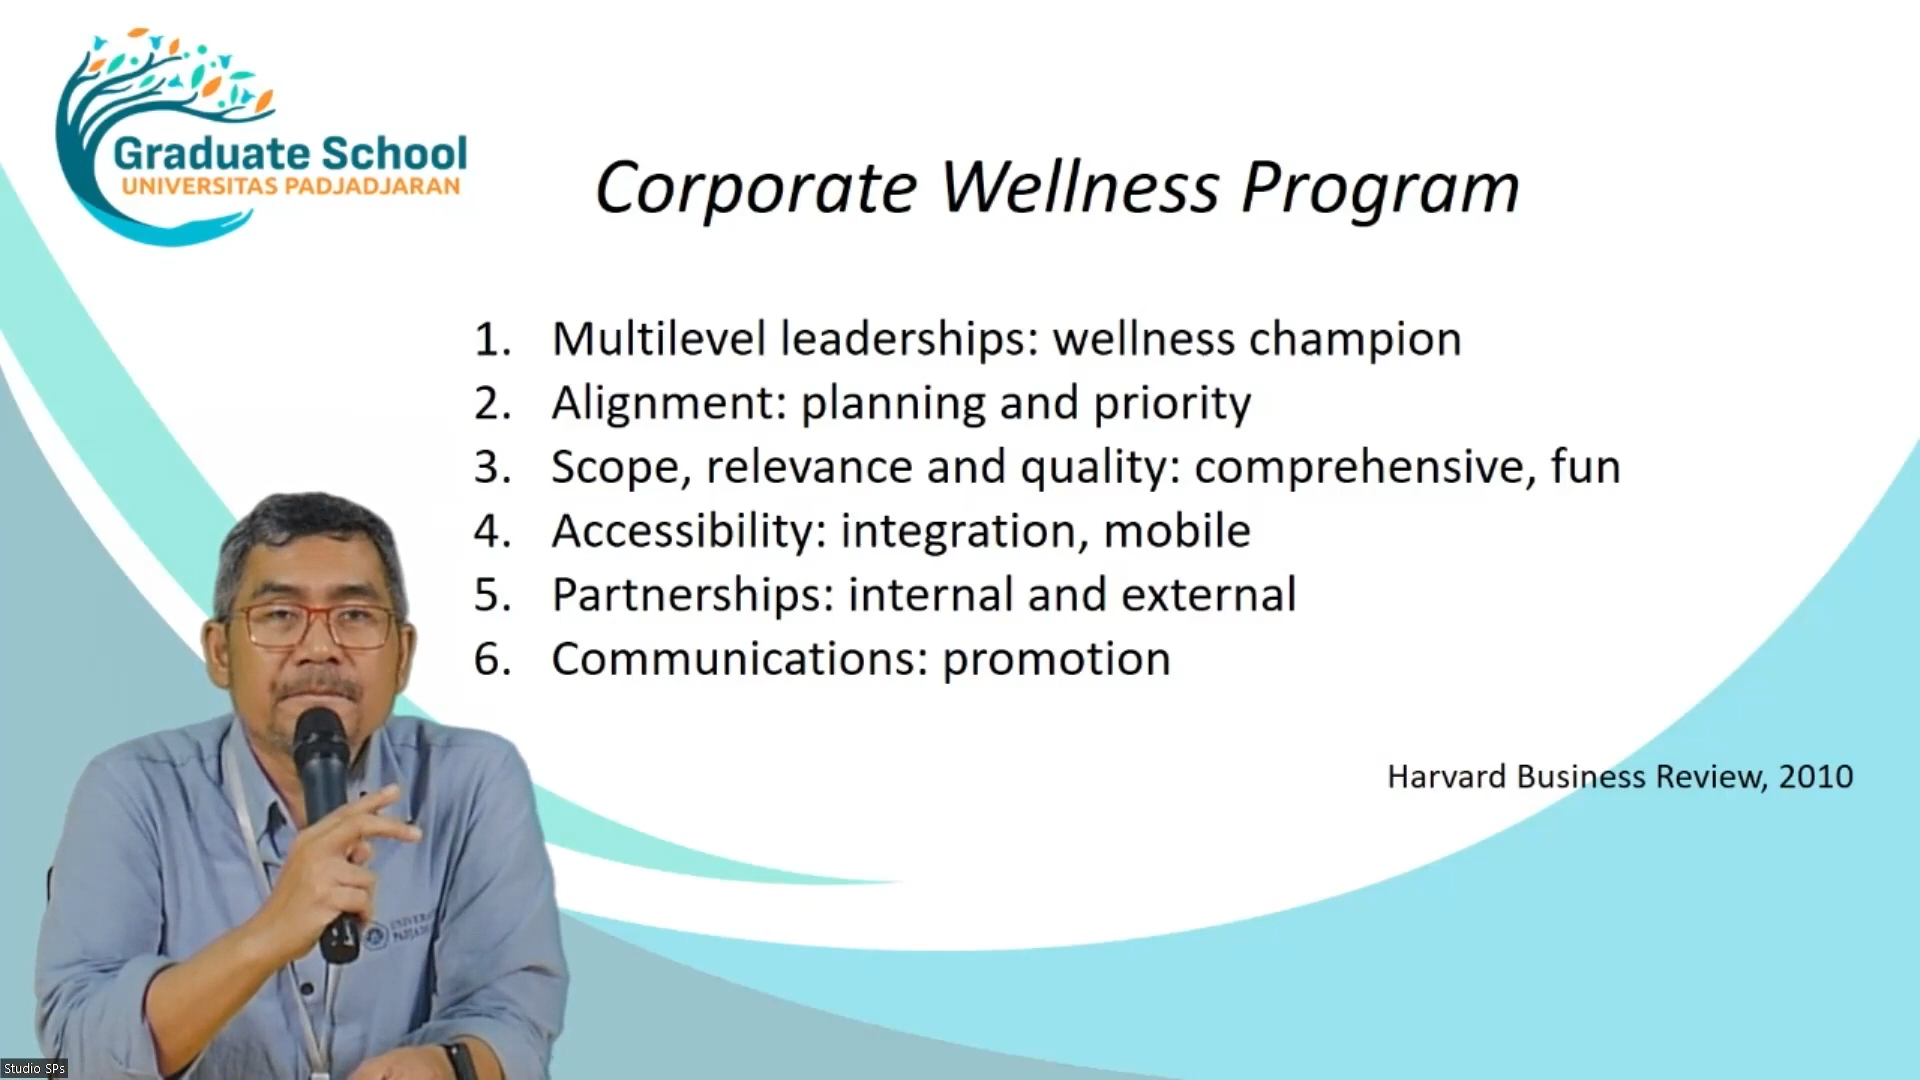 Graduate School
UNIVERSITAS PADJADJARAN
Corporate Wellness Program
1. Multilevel leaderships: wellness champion
2. Alignment: planning and priority
3. Scope, relevance and quality: comprehensive, fun
4. Accessibility: integration, mobile
5. Partnerships: internal and external
6. Communications: promotion
Harvard Business Review, 2010
Studio SPs